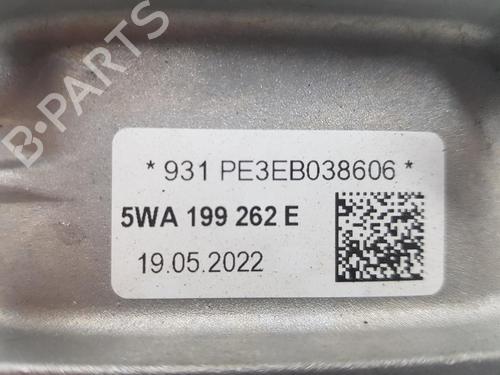 B-PARTS
* 931 PE3EB038606 *
5WA 199 262 E
19.05.2022